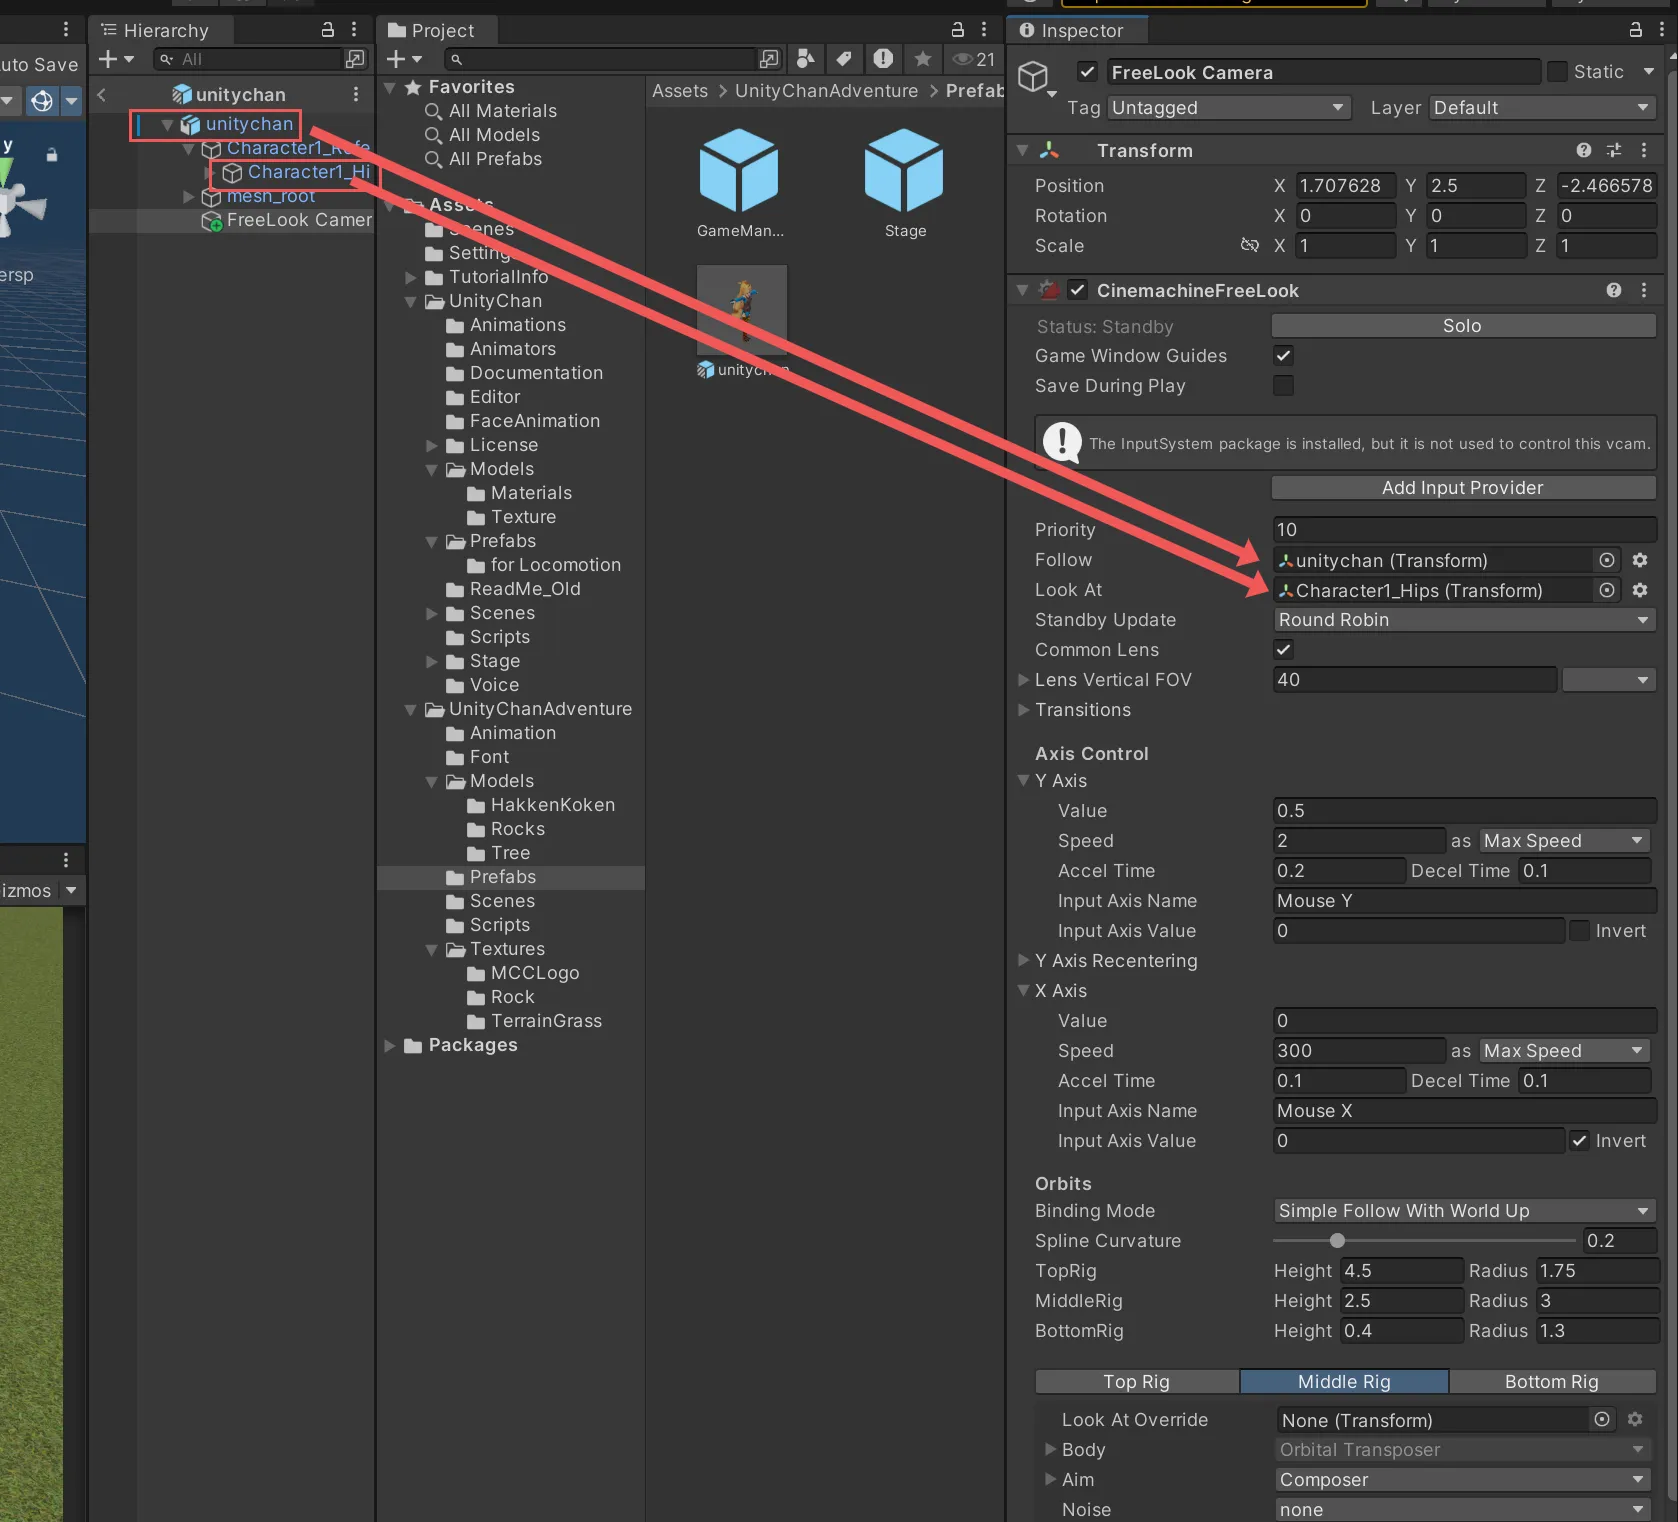 Hierarchy
Project
Inspector
uto Save
All
21
unitychan
unitychan
Character1_Refe
Character1_Hi
mesh_root
FreeLook Camer
y
ersp
izmos
Favorites
All Materials
All Models
All Prefabs
Assets
Scenes
Setting
TutorialInfo
UnityChan
Animations
Animators
Documentation
Editor
FaceAnimation
License
Models
Materials
Texture
Prefabs
for Locomotion
ReadMe_Old
Scenes
Scripts
Stage
Voice
UnityChanAdventure
Animation
Font
Models
HakkenKoken
Rocks
Tree
Prefabs
Scenes
Scripts
Textures
MCCLogo
Rock
TerrainGrass
Packages
Assets > UnityChanAdventure > Prefab
GameMan...
Stage
unitychan
FreeLook Camera
Static
Tag Untagged Layer Default
Transform
Position X 1.707628 Y 2.5 Z -2.466578
Rotation X 0 Y 0 Z 0
Scale X 1 Y 1 Z 1
CinemachineFreeLook
Status: Standby Solo
Game Window Guides
Save During Play
The InputSystem package is installed, but it is not used to control this vcam.
Add Input Provider
Priority 10
Follow unitychan (Transform)
Look At Character1_Hips (Transform)
Standby Update Round Robin
Common Lens
Lens Vertical FOV 40
Transitions
Axis Control
Y Axis
Value 0.5
Speed 2 as Max Speed
Accel Time 0.2 Decel Time 0.1
Input Axis Name Mouse Y
Input Axis Value 0 Invert
Y Axis Recentering
X Axis
Value 0
Speed 300 as Max Speed
Accel Time 0.1 Decel Time 0.1
Input Axis Name Mouse X
Input Axis Value 0 Invert
Orbits
Binding Mode Simple Follow With World Up
Spline Curvature 0.2
TopRig Height 4.5 Radius 1.75
MiddleRig Height 2.5 Radius 3
BottomRig Height 0.4 Radius 1.3
Top Rig Middle Rig Bottom Rig
Look At Override None (Transform)
Body Orbital Transposer
Aim Composer
Noise none